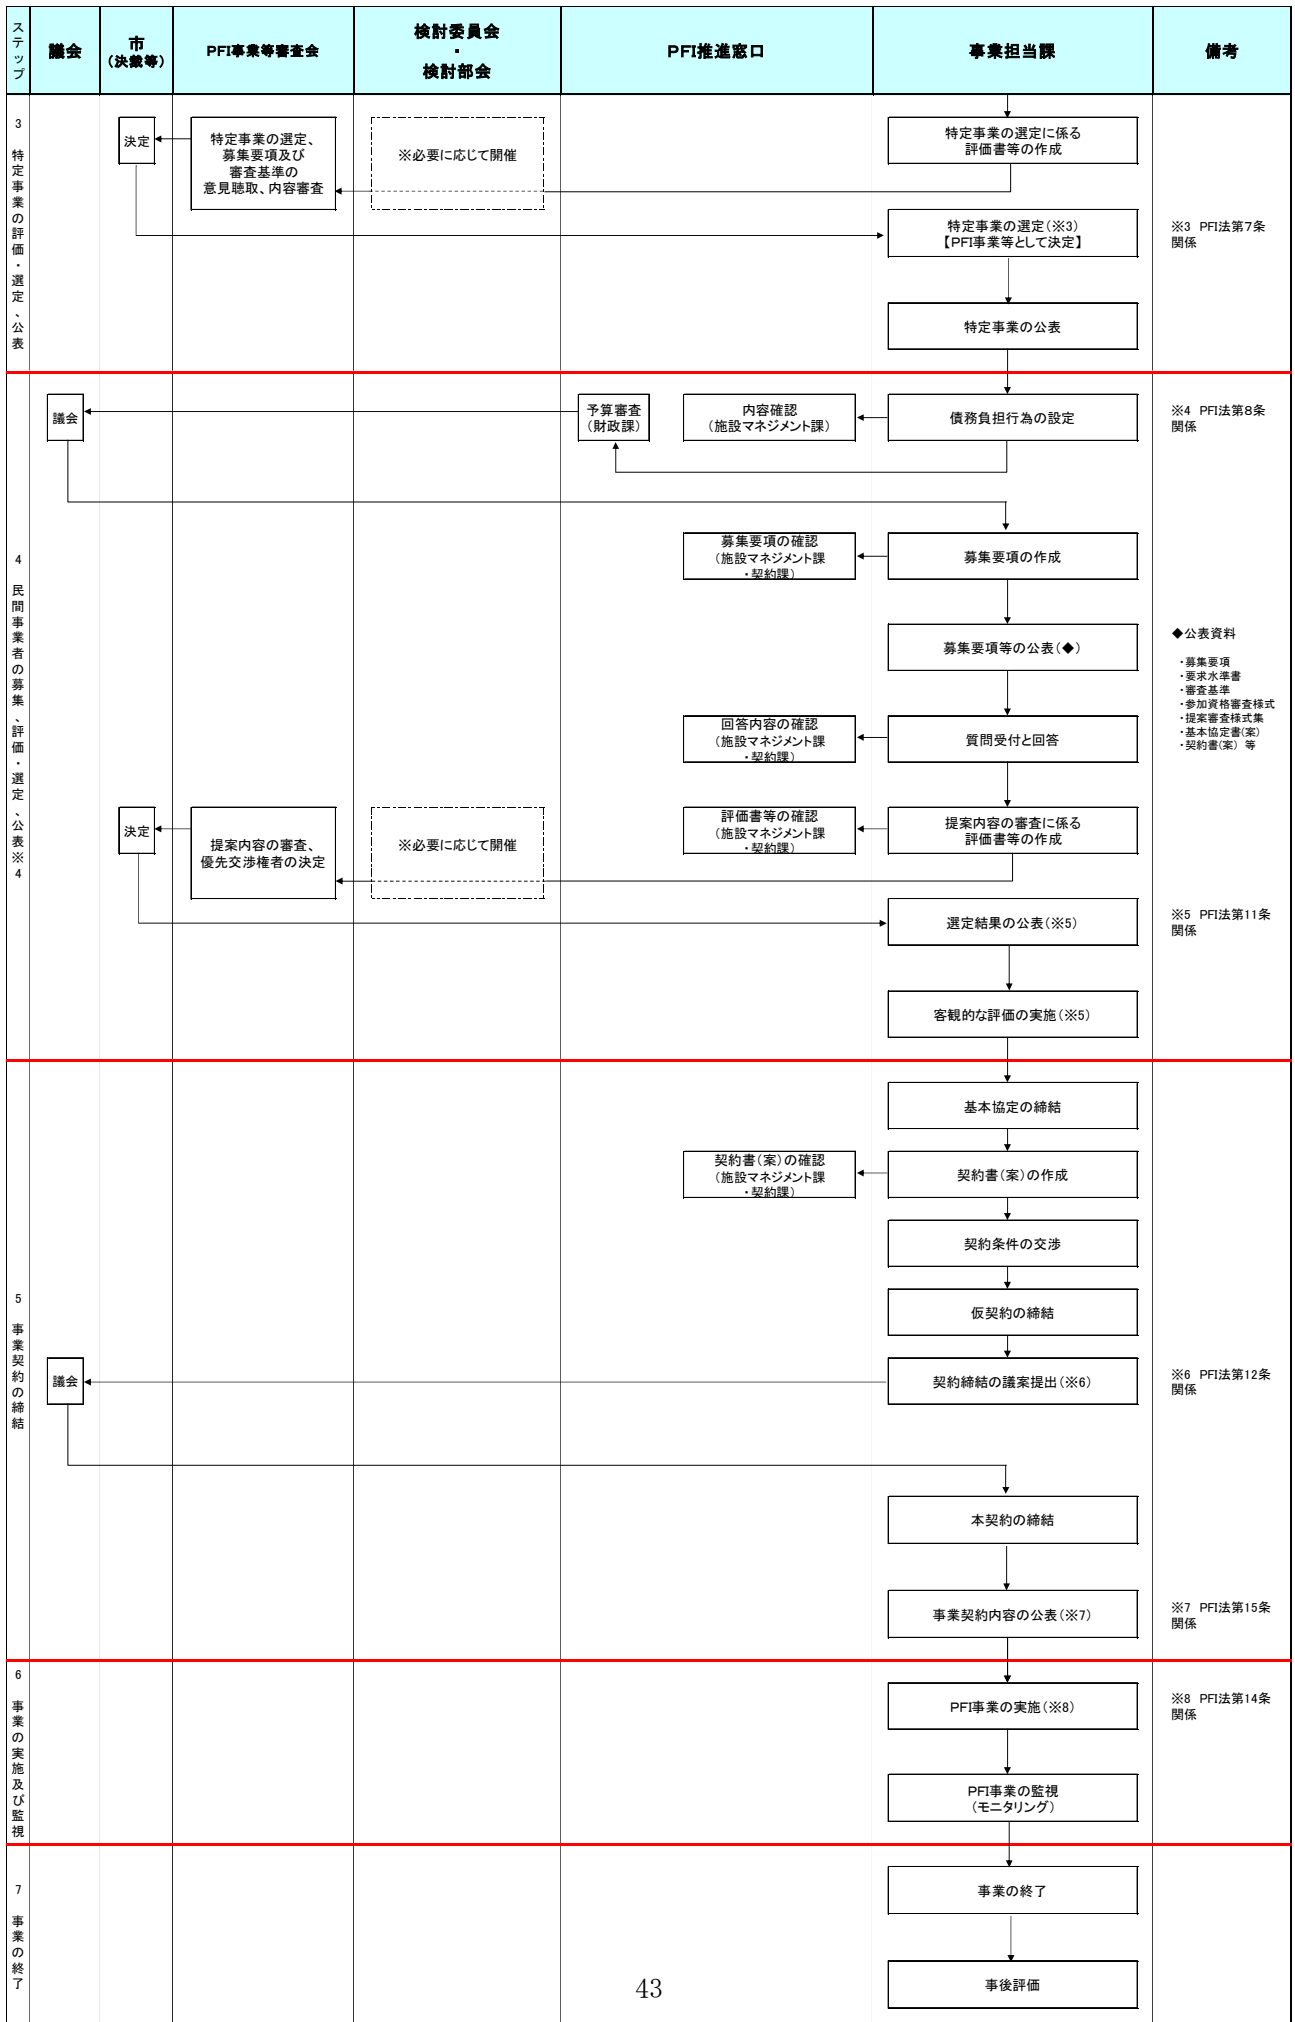 ステップ
議会
市
（決裁等）
PFI事業等審査会
検討委員会
・
検討部会
PFI推進窓口
事業担当課
備考
3 特定事業の評価・選定、公表
決定
特定事業の選定、
募集要項及び
審査基準の
意見聴取、内容審査
※必要に応じて開催
特定事業の選定に係る
評価書等の作成
特定事業の選定（※3）
【PFI事業等として決定】
※3 PFI法第7条
関係
特定事業の公表
4 民間事業者の募集、評価・選定、公表※4
議会
予算審査
（財政課）
内容確認
（施設マネジメント課）
債務負担行為の設定
※4 PFI法第8条
関係
募集要項の確認
（施設マネジメント課
・契約課）
募集要項の作成
募集要項等の公表（◆）
◆公表資料
・募集要項
・要求水準書
・審査基準
・参加資格審査様式
・提案審査様式集
・基本協定書（案）
・契約書（案） 等
回答内容の確認
（施設マネジメント課
・契約課）
質問受付と回答
決定
提案内容の審査、
優先交渉権者の決定
※必要に応じて開催
評価書等の確認
（施設マネジメント課
・契約課）
提案内容の審査に係る
評価書等の作成
選定結果の公表（※5）
※5 PFI法第11条
関係
客観的な評価の実施（※5）
5 事業契約の締結
基本協定の締結
契約書（案）の確認
（施設マネジメント課
・契約課）
契約書（案）の作成
契約条件の交渉
仮契約の締結
議会
契約締結の議案提出（※6）
※6 PFI法第12条
関係
本契約の締結
事業契約内容の公表（※7）
※7 PFI法第15条
関係
6 事業の実施及び監視
PFI事業の実施（※8）
※8 PFI法第14条
関係
PFI事業の監視
（モニタリング）
7 事業の終了
事業の終了
事後評価
43